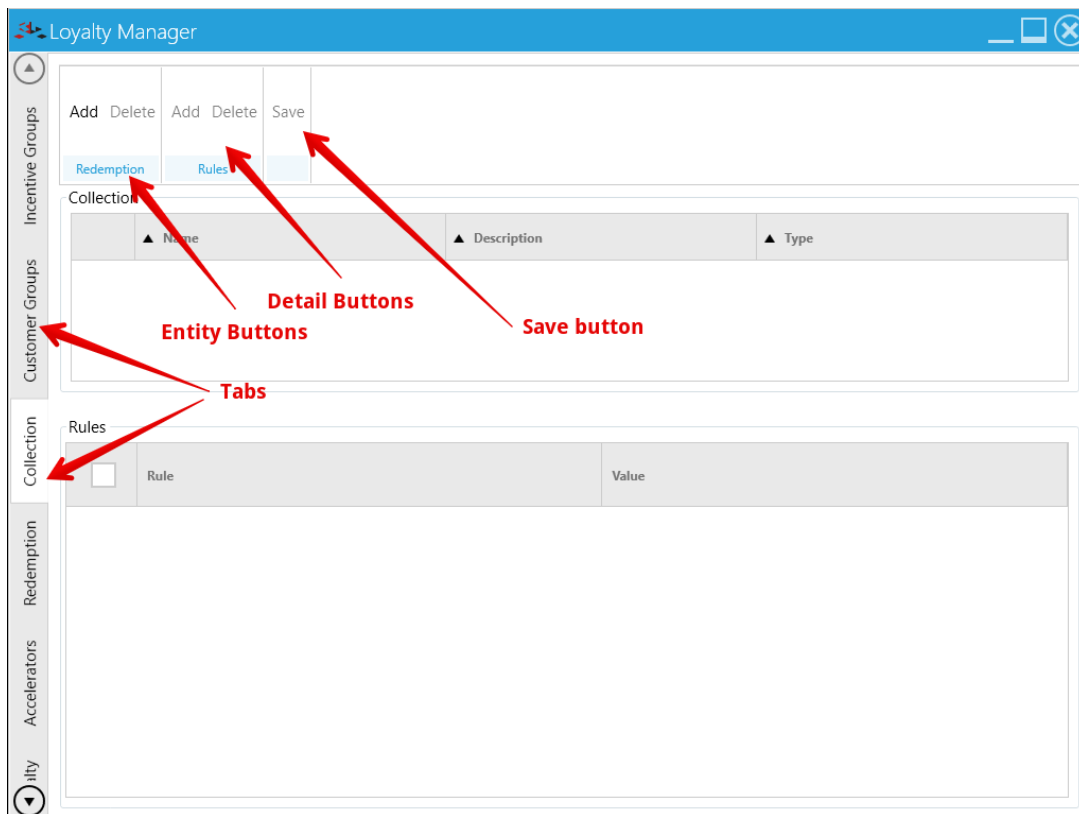 Loyalty Manager
Add Delete Add Delete Save
Redemption Rules
Collection
Name Description Type
Detail Buttons
Entity Buttons
Save button
Tabs
Rules
Rule Value
Incentive Groups
Customer Groups
Collection
Redemption
Accelerators
alty